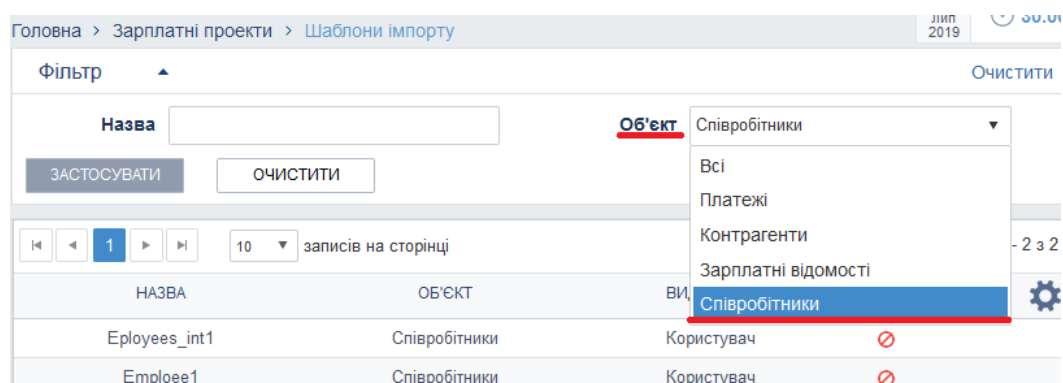 Головна > Зарплатні проекти > Шаблони імпорту
2019
Фільтр
Очистити
Назва
Об'єкт Співробітники
Всі
Платежі
Контрагенти
Зарплатні відомості
Співробітники
ЗАСТОСУВАТИ ОЧИСТИТИ
1 10 записів на сторінці - 2 з 2
НАЗВА ОБ'ЄКТ
Eployees_int1 Співробітники Користувач
Emploee1 Співробітники Користувач